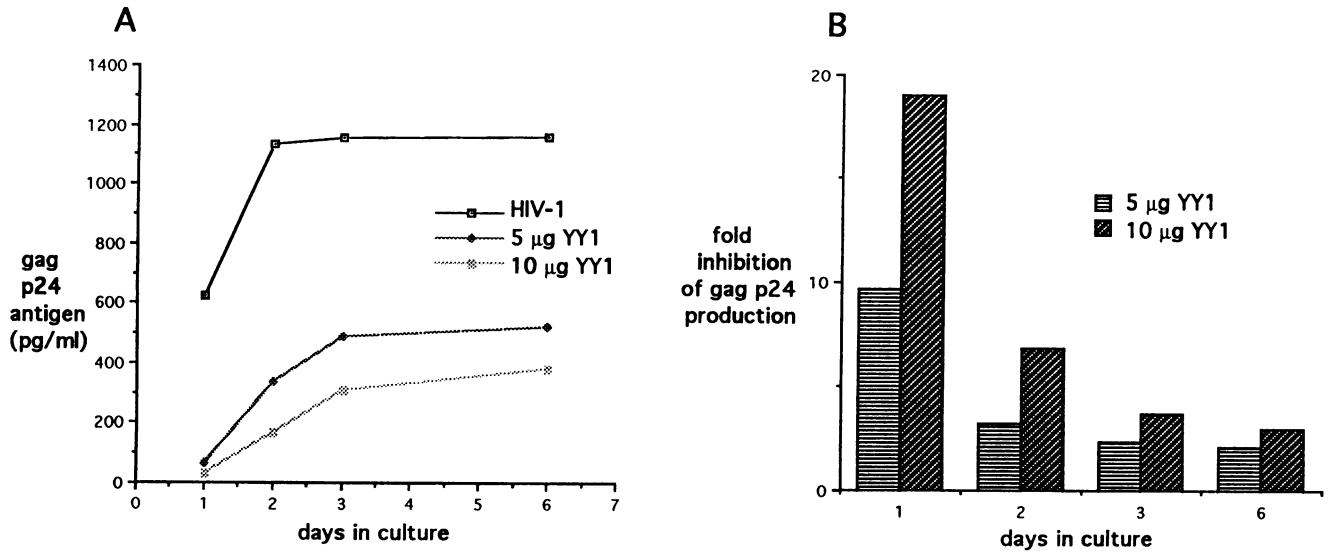 A
1400
1200
1000
800
600
400
200
0
gag
p24
antigen
(pg/ml)
HIV-1
5 µg YY1
10 µg YY1
0 1 2 3 4 5 6 7
days in culture
B
20
10
0
fold
inhibition
of gag p24
production
5 µg YY1
10 µg YY1
1 2 3 6
days in culture